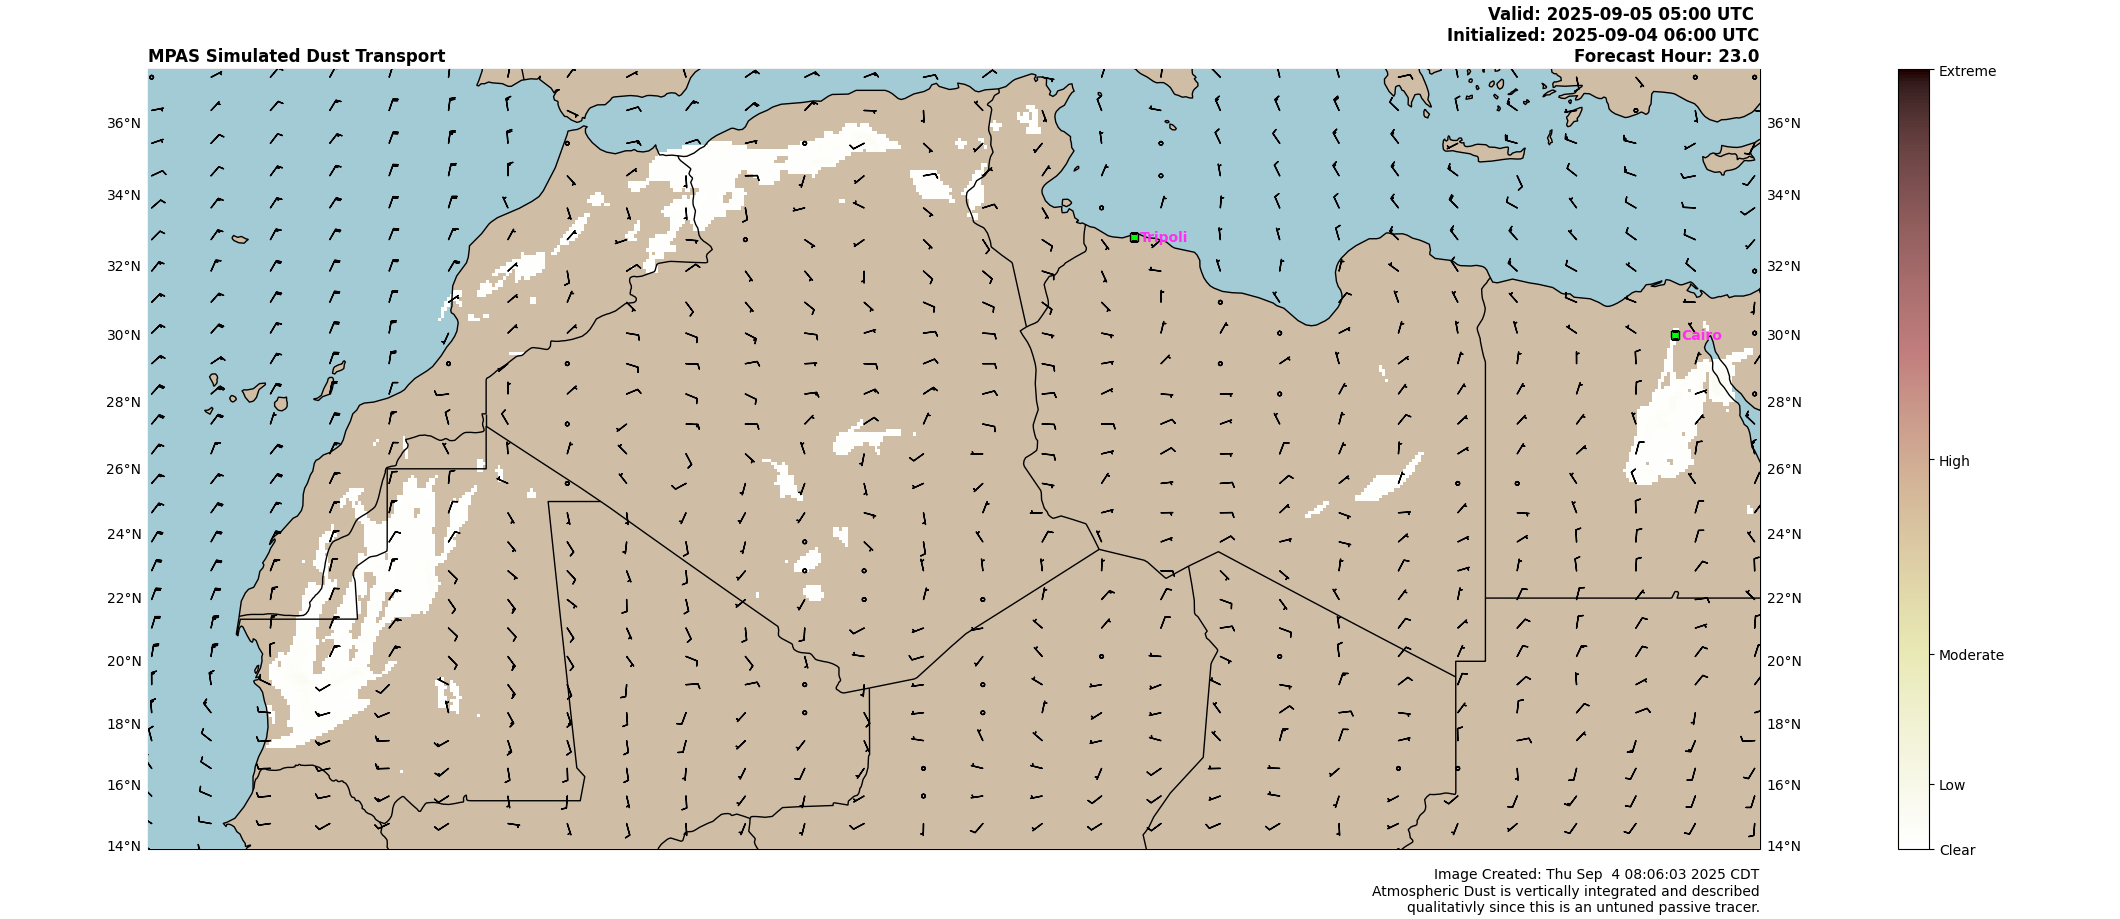 Valid: 2025-09-05 05:00 UTC
Initialized: 2025-09-04 06:00 UTC
MPAS Simulated Dust Transport
Forecast Hour: 23.0
Extreme
36°N
36°N
34°N
34°N
Tripoli
32°N
32°N
30°N
Cairo
30°N
28°N
28°N
26°N
26°N
High
24°N
24°N
22°N
22°N
20°N
20°N
Moderate
18°N
18°N
16°N
16°N
Low
14°N
14°N
Clear
Image Created: Thu Sep  4 08:06:03 2025 CDT
Atmospheric Dust is vertically integrated and described
qualitativly since this is an untuned passive tracer.